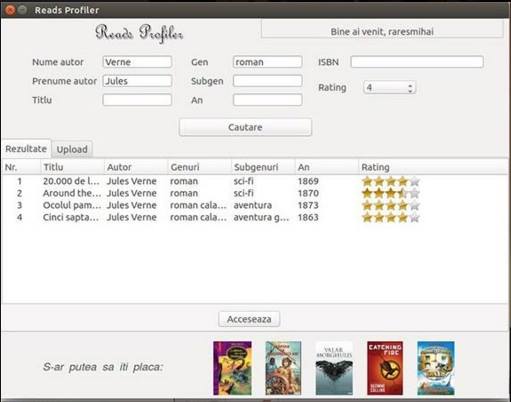 Reads Profiler
Reads Profiler
Bine ai venit, raresmihai
Nume autor Verne Gen roman ISBN
Prenume autor Jules Subgen Rating 4
Titlu An
Cautare
Rezultate Upload
Nr. Titlu Autor Genuri Subgenuri An Rating
1 20.000 de l... Jules Verne roman sci-fi 1869
2 Around the... Jules Verne roman sci-fi 1870
3 Ocolul pam... Jules Verne roman cala... aventura 1873
4 Cinci sapta... Jules Verne roman cala... aventura g... 1863
Acceseaza
S-ar putea sa iti placa:
VALAR MORGHULIS
CATCHING FIRE
SUZANNE COLLINS